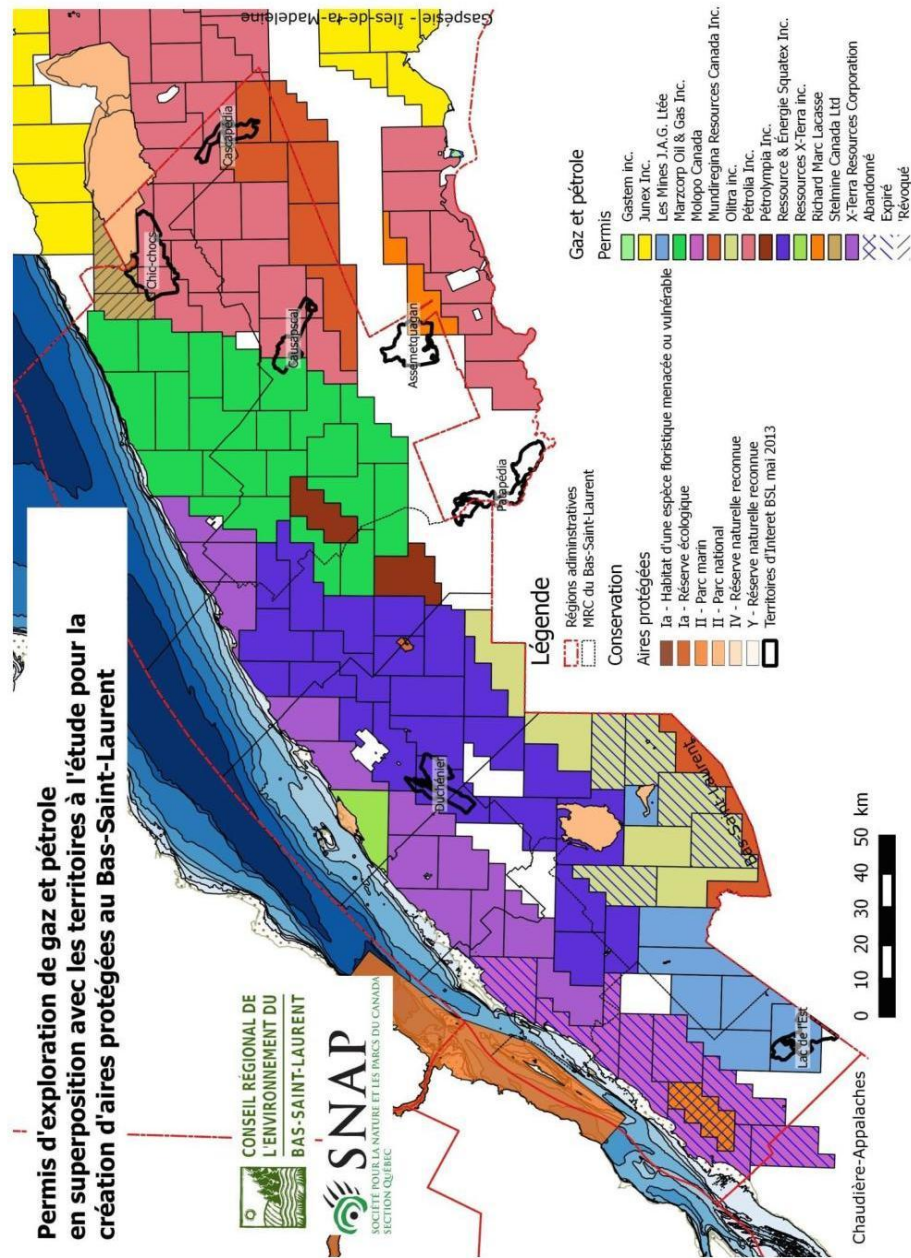 Permis d'exploration de gaz et pétrole
en superposition avec les territoires à l'étude pour la
création d'aires protégées au Bas-Saint-Laurent
CONSEIL RÉGIONAL DE
L'ENVIRONNEMENT DU
BAS-SAINT-LAURENT
SNAP
SOCIÉTÉ POUR LA NATURE ET LES PARCS DU CANADA
SECTION QUÉBEC
Gaspésie - Îles-de-la-Madeleine
Chic-chocs
Cascapédia
Causapscal
Assemetquagan
Patapédia
Duchénier
Bas-Saint-Laurent
Lac de l'Est
Chaudière-Appalaches
0 10 20 30 40 50 km
Légende
Régions adiministratives
MRC du Bas-Saint-Laurent
Conservation
Aires protégées
Ia - Habitat d'une espèce floristique menacée ou vulnérable
Ia - Réserve écologique
II - Parc marin
II - Parc national
IV - Réserve naturelle reconnue
Y - Réserve naturelle reconnue
Territoires d'Interet BSL mai 2013
Gaz et pétrole
Permis
Gastem inc.
Junex Inc.
Les Mines J.A.G. Ltée
Marzcorp Oil & Gas Inc.
Molopo Canada
Mundiregina Resources Canada Inc.
Olitra inc.
Pétrolia Inc.
Pétrolympia Inc.
Ressource & Énergie Squatex Inc.
Ressources X-Terra inc.
Richard Marc Lacasse
Stelmine Canada Ltd
X-Terra Resources Corporation
Abandonné
Expiré
Révoqué